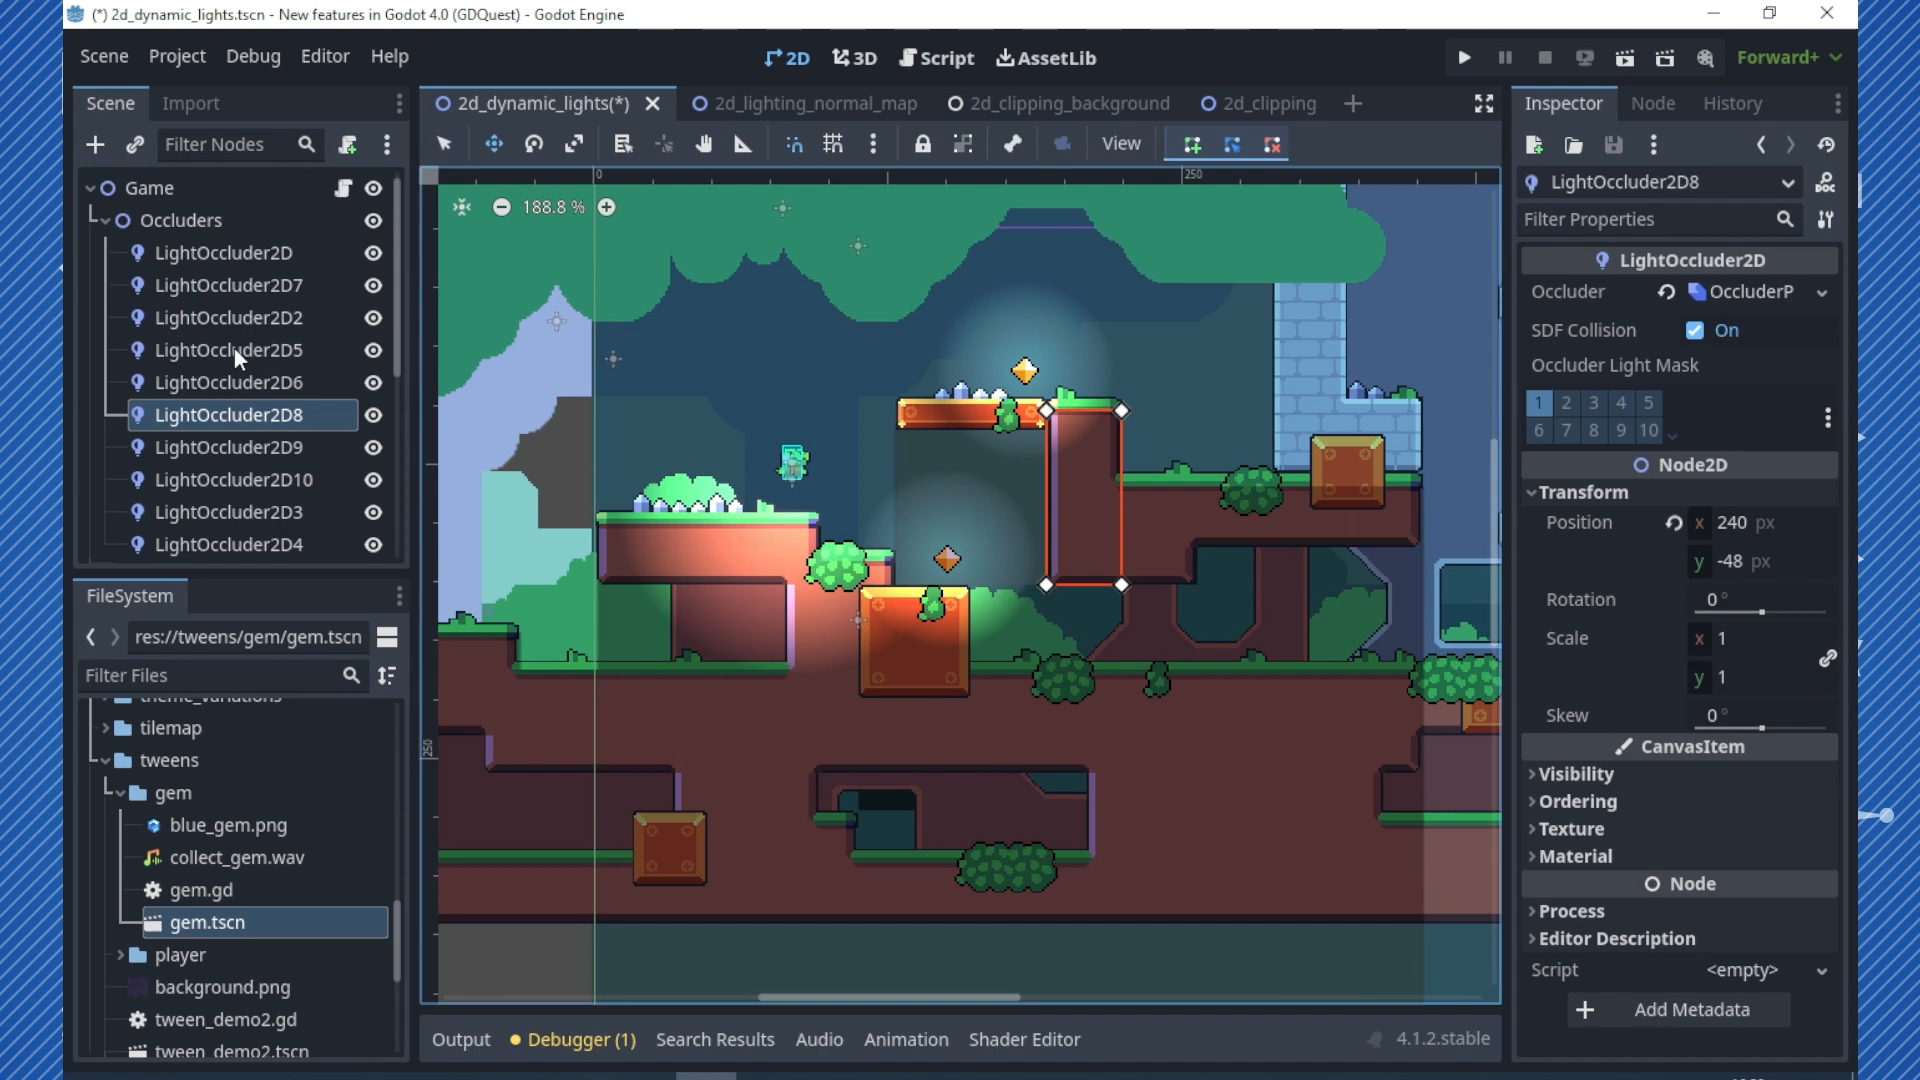 (*) 2d_dynamic_lights.tscn - New features in Godot 4.0 (GDQuest) - Godot Engine
Scene Project Debug Editor Help
2D 3D Script AssetLib
Forward+
Scene Import
2d_dynamic_lights(*) 2d_lighting_normal_map 2d_clipping_background 2d_clipping
Inspector Node History
Filter Nodes
View
LightOccluder2D8
Filter Properties
Game
Occluders
LightOccluder2D
LightOccluder2D7
LightOccluder2D2
LightOccluder2D5
LightOccluder2D6
LightOccluder2D8
LightOccluder2D9
LightOccluder2D10
LightOccluder2D3
LightOccluder2D4
0 250
188.8 %
250
LightOccluder2D
Occluder OccluderP
SDF Collision On
Occluder Light Mask
1 2 3 4 5
6 7 8 9 10
Node2D
Transform
Position x 240 px
y -48 px
Rotation 0 °
Scale x 1
y 1
Skew 0 °
CanvasItem
Visibility
Ordering
Texture
Material
Node
Process
Editor Description
Script <empty>
Add Metadata
FileSystem
res://tweens/gem/gem.tscn
Filter Files
theme_variations
tilemap
tweens
gem
blue_gem.png
collect_gem.wav
gem.gd
gem.tscn
player
background.png
tween_demo2.gd
tween_demo2.tscn
Output Debugger (1) Search Results Audio Animation Shader Editor
4.1.2.stable